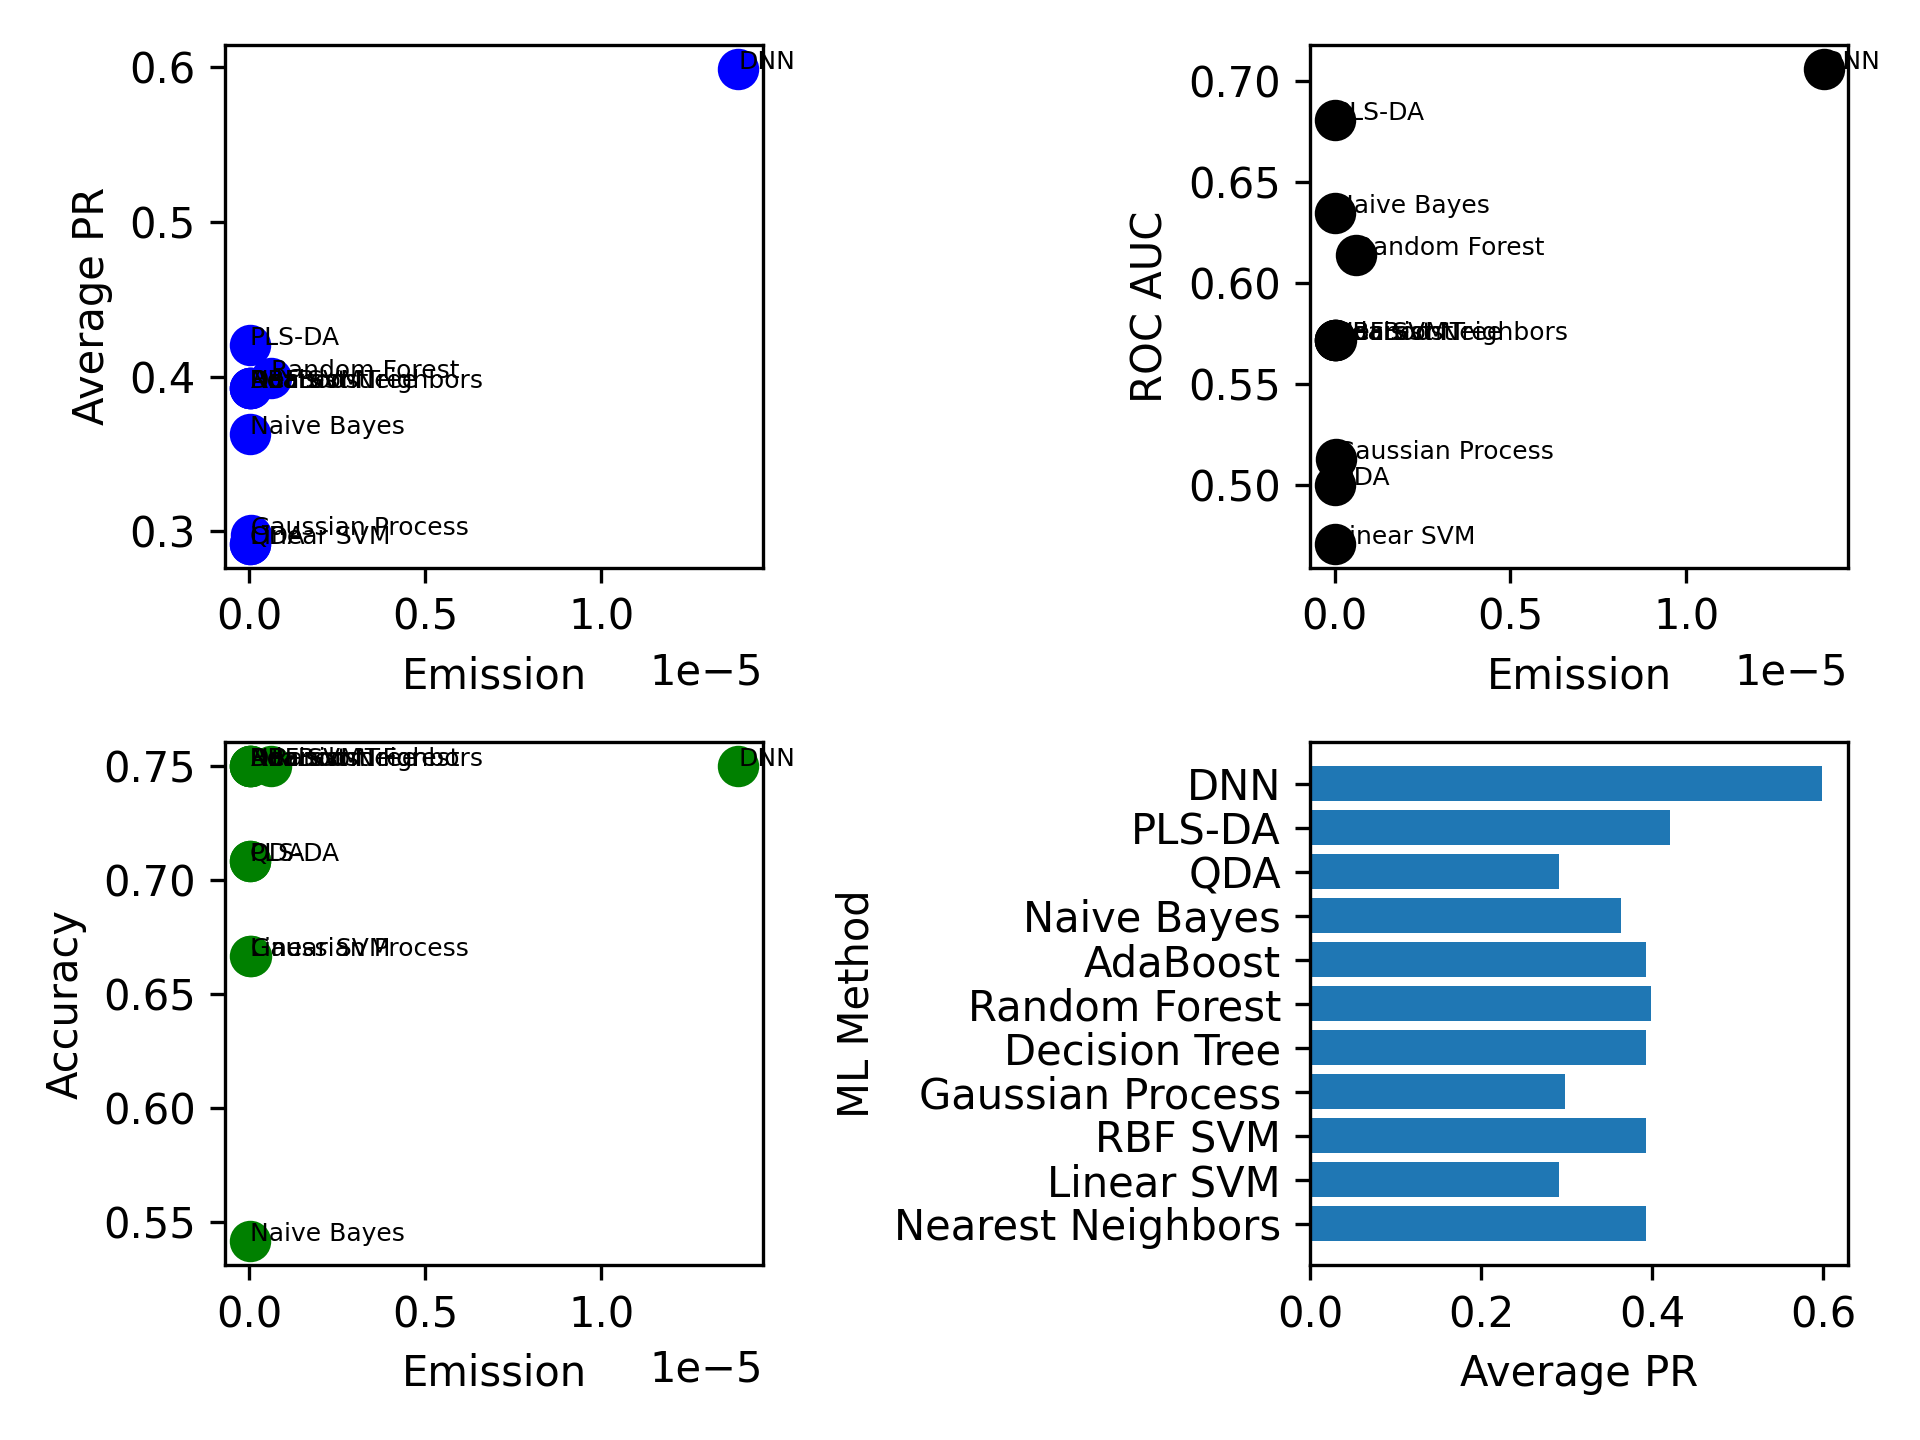 0.6
0.5
0.4
0.3
Average PR
DNN
PLS-DA
Random Forest
Naive Bayes
Gaussian Process
0.0
0.5
1.0
Emission
1e−5
0.70
0.65
0.60
0.55
0.50
ROC AUC
0.0
0.5
1.0
Emission
1e−5
0.75
0.70
0.65
0.60
0.55
Accuracy
DNN
Naive Bayes
0.0
0.5
1.0
Emission
1e−5
ML Method
DNN
PLS-DA
QDA
Naive Bayes
AdaBoost
Random Forest
Decision Tree
Gaussian Process
RBF SVM
Linear SVM
Nearest Neighbors
0.0
0.2
0.4
0.6
Average PR